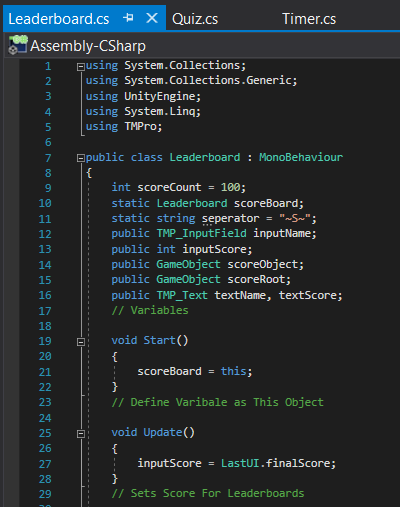 Leaderboard.cs Quiz.cs Timer.cs
Assembly-CSharp
1 using System.Collections;
2 using System.Collections.Generic;
3 using UnityEngine;
4 using System.Linq;
5 using TMPro;
6
7 public class Leaderboard : MonoBehaviour
8 {
9 int scoreCount = 100;
10 static Leaderboard scoreBoard;
11 static string seperator = "~S~";
12 public TMP_InputField inputName;
13 public int inputScore;
14 public GameObject scoreObject;
15 public GameObject scoreRoot;
16 public TMP_Text textName, textScore;
17 // Variables
18
19 void Start()
20 {
21 scoreBoard = this;
22 }
23 // Define Varibale as This Object
24
25 void Update()
26 {
27 inputScore = LastUI.finalScore;
28 }
29 // Sets Score For Leaderboards